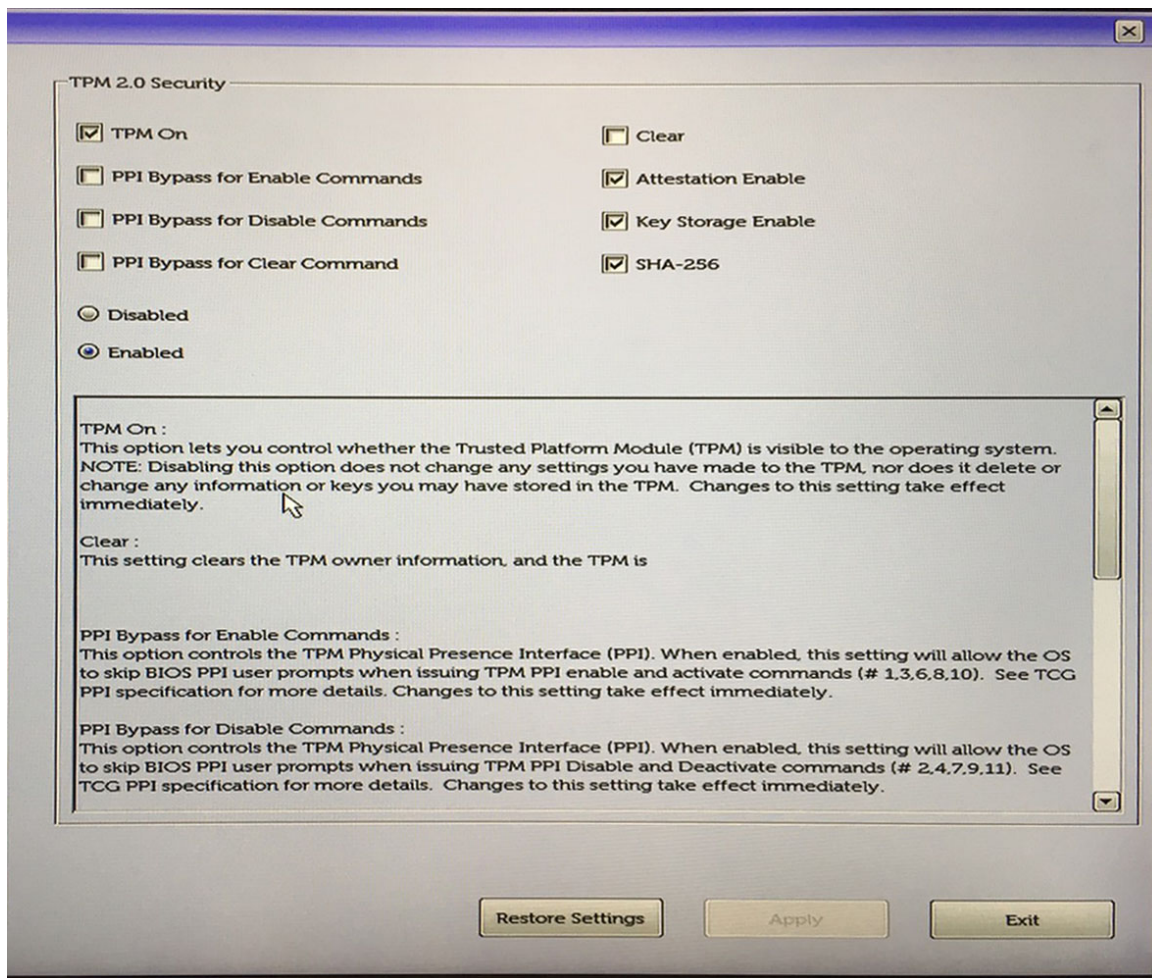 TPM 2.0 Security
TPM On
Clear
PPI Bypass for Enable Commands
Attestation Enable
PPI Bypass for Disable Commands
Key Storage Enable
PPI Bypass for Clear Command
SHA-256
Disabled
Enabled
TPM On :
This option lets you control whether the Trusted Platform Module (TPM) is visible to the operating system.
NOTE: Disabling this option does not change any settings you have made to the TPM, nor does it delete or
change any information or keys you may have stored in the TPM.  Changes to this setting take effect
immediately.
Clear :
This setting clears the TPM owner information, and the TPM is
PPI Bypass for Enable Commands :
This option controls the TPM Physical Presence Interface (PPI). When enabled, this setting will allow the OS
to skip BIOS PPI user prompts when issuing TPM PPI enable and activate commands (# 1,3,6,8,10).  See TCG
PPI specification for more details. Changes to this setting take effect immediately.
PPI Bypass for Disable Commands :
This option controls the TPM Physical Presence Interface (PPI). When enabled, this setting will allow the OS
to skip BIOS PPI user prompts when issuing TPM PPI Disable and Deactivate commands (# 2,4,7,9,11).  See
TCG PPI specification for more details.  Changes to this setting take effect immediately.
Restore Settings
Apply
Exit